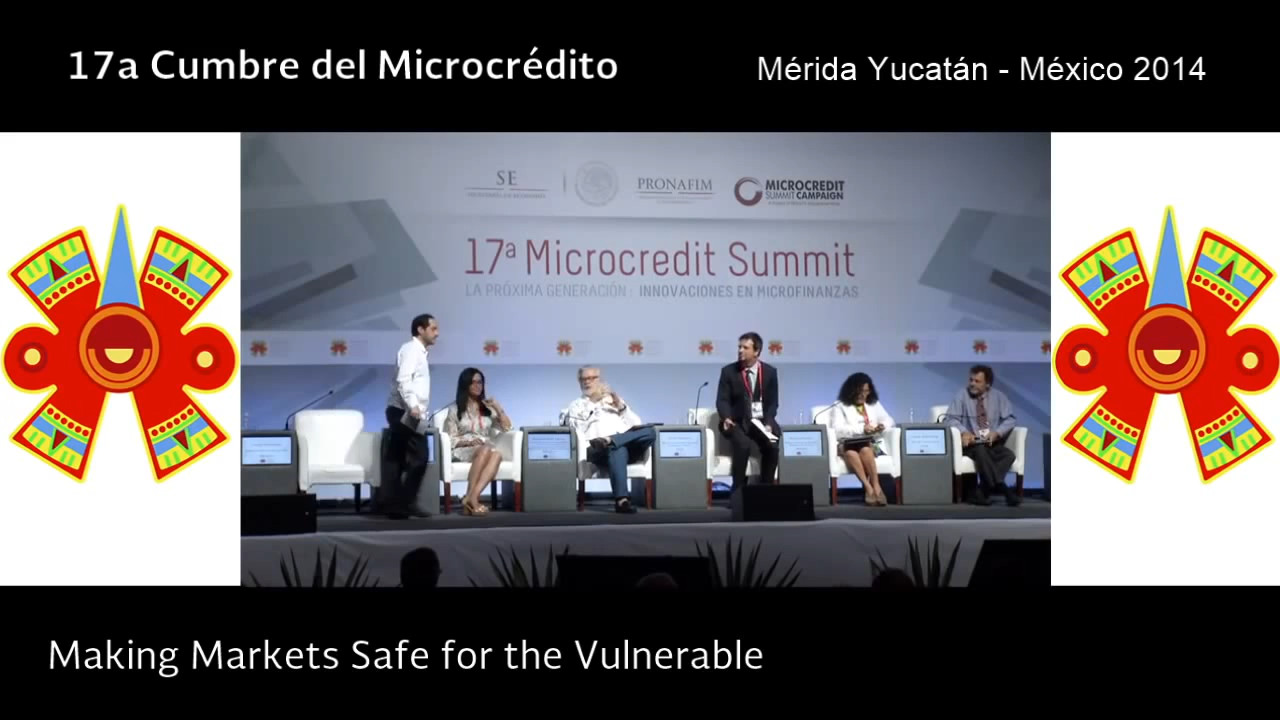 17a Cumbre del Microcrédito
Mérida Yucatán - México 2014
SE
PRONAFIM
MICROCREDIT
SUMMIT CAMPAIGN
17ª Microcredit Summit
LA PRÓXIMA GENERACIÓN: INNOVACIONES EN MICROFINANZAS
Making Markets Safe for the Vulnerable